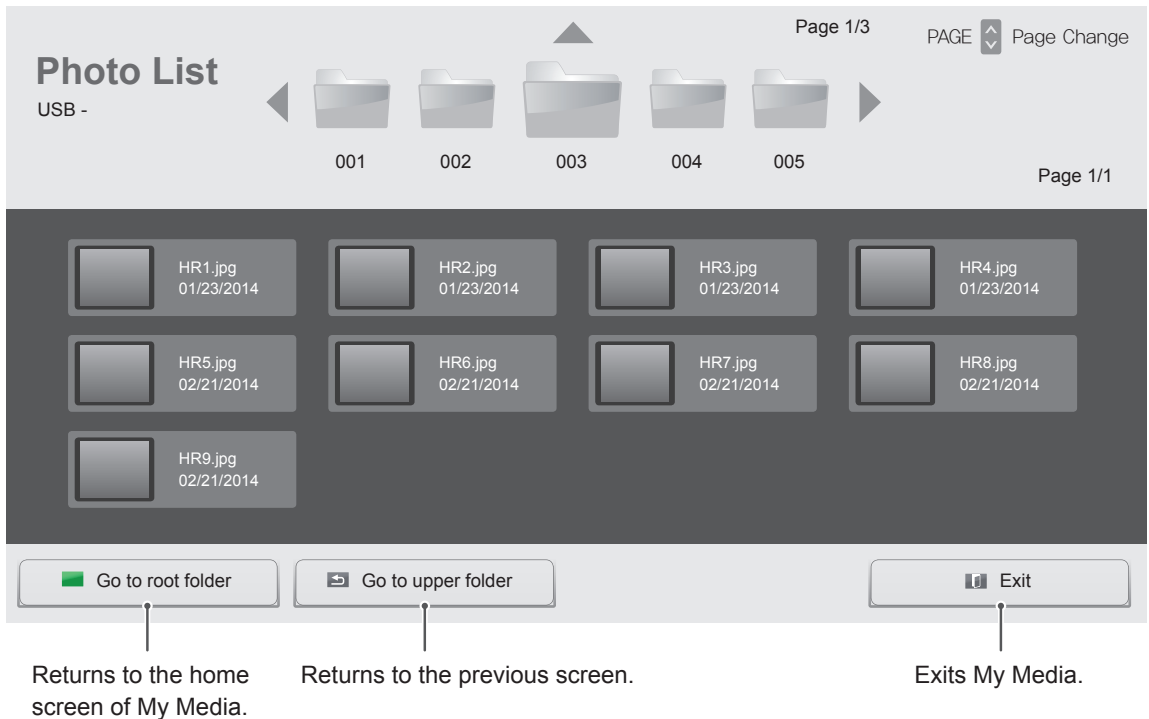 Page 1/3
PAGE Page Change
Photo List
USB -
001 002 003 004 005
Page 1/1
HR1.jpg
01/23/2014
HR2.jpg
01/23/2014
HR3.jpg
01/23/2014
HR4.jpg
01/23/2014
HR5.jpg
02/21/2014
HR6.jpg
02/21/2014
HR7.jpg
02/21/2014
HR8.jpg
02/21/2014
HR9.jpg
02/21/2014
Go to root folder
Go to upper folder
Exit
Returns to the home
screen of My Media.
Returns to the previous screen.
Exits My Media.